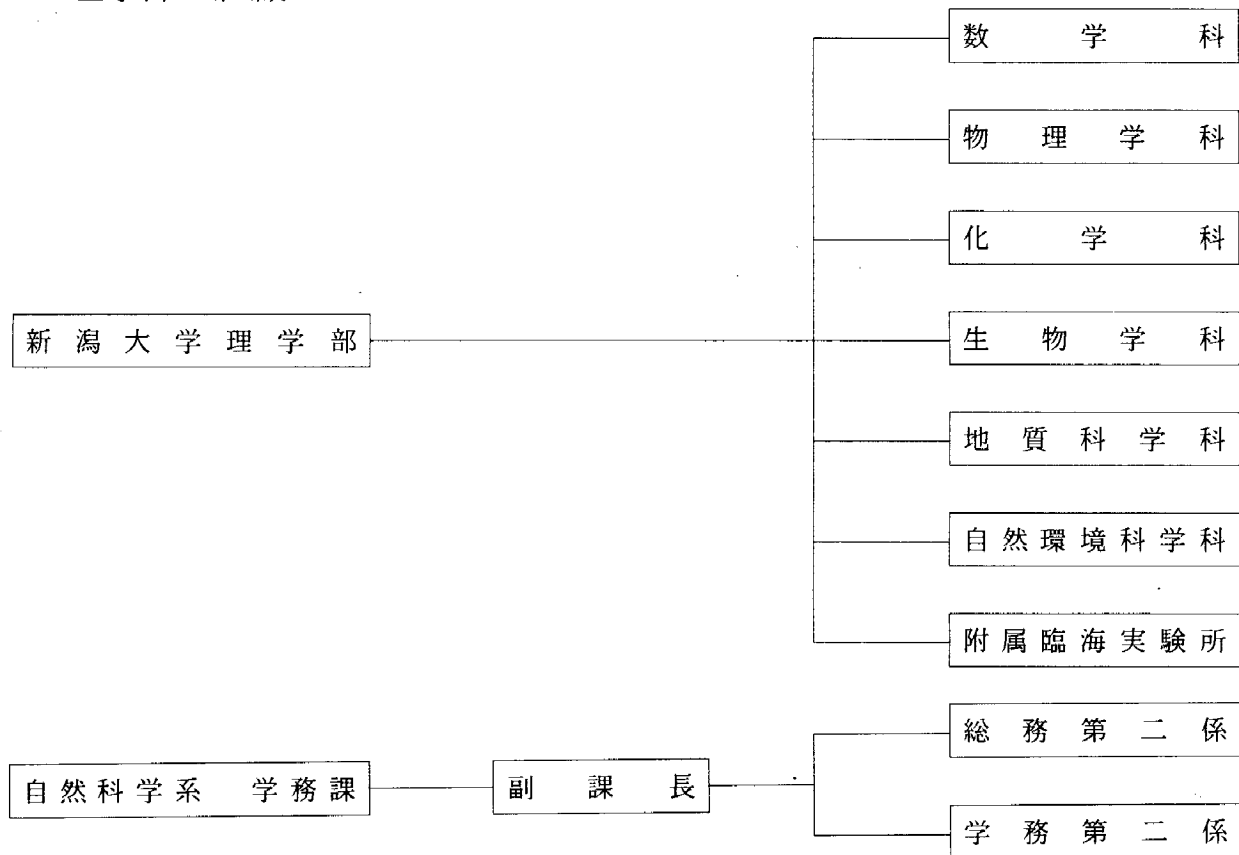 数学科
物理学科
化学科
新潟大学理学部
生物学科
地質科学科
自然環境科学科
附属臨海実験所
総務第二係
自然科学系 学務課
副課長
学務第二係